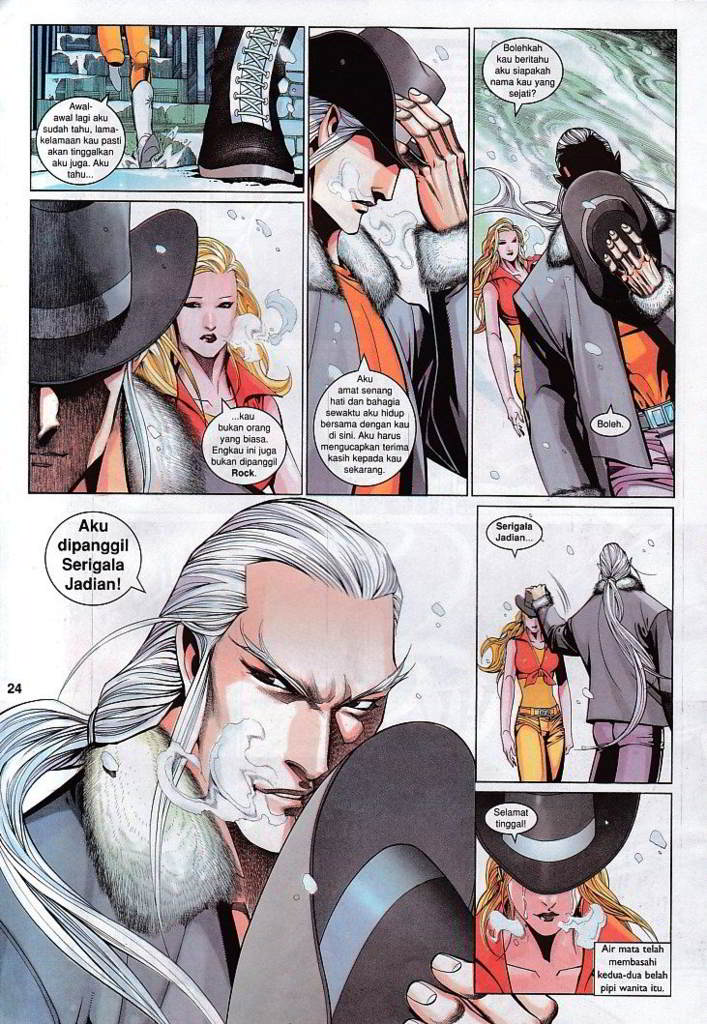 Awal-
awal lagi aku
sudah tahu, lama-
kelamaan kau pasti
akan tinggalkan
aku juga. Aku
tahu...
...kau
bukan orang
yang biasa.
Engkau ini juga
bukan dipanggil
Rock.
Aku
amat senang
hati dan bahagia
sewaktu aku hidup
bersama dengan kau
di sini. Aku harus
mengucapkan terima
kasih kepada kau
sekarang.
Bolehkah
kau beritahu
aku siapakah
nama kau yang
sejati?
Boleh.
Aku
dipanggil
Serigala
Jadian!
Serigala
Jadian...
Selamat
tinggal!
Air mata telah
membasahi
kedua-dua belah
pipi wanita itu.
24